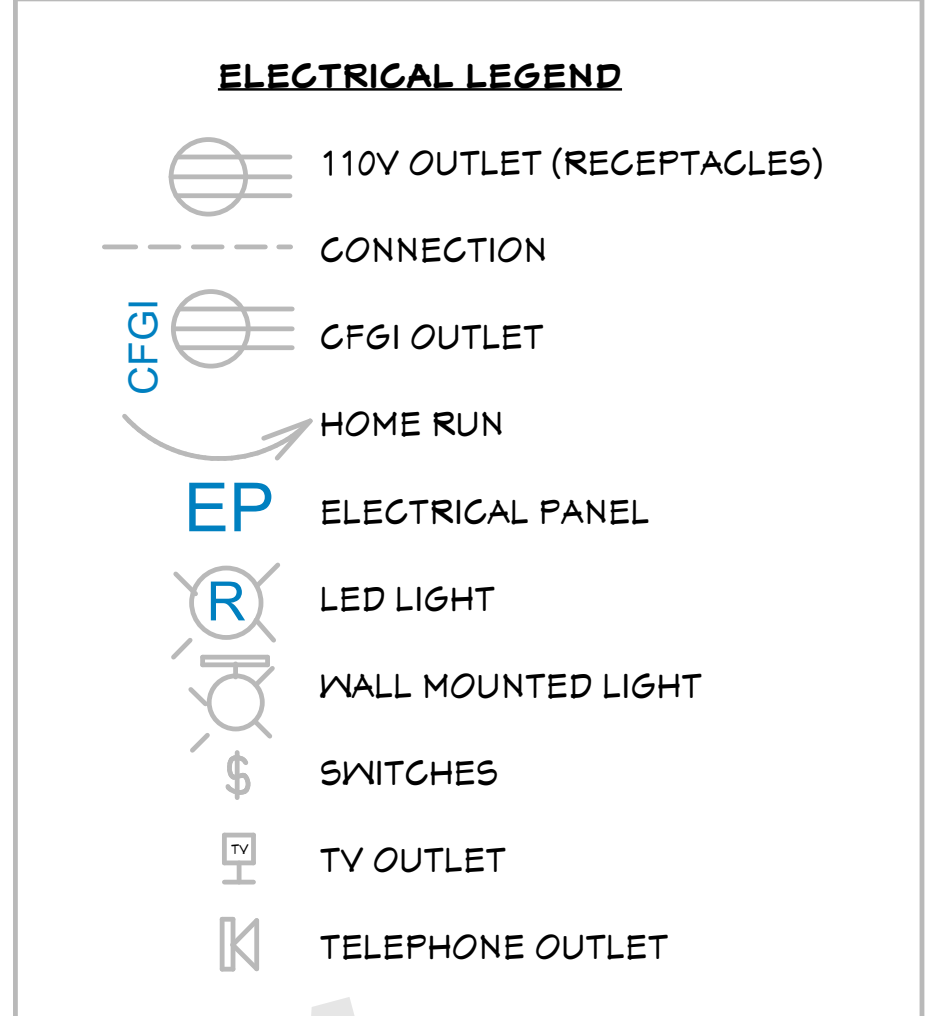 ELECTRICAL LEGEND
110V OUTLET (RECEPTACLES)
CONNECTION
CFGI CFGI OUTLET
HOME RUN
EP ELECTRICAL PANEL
R LED LIGHT
WALL MOUNTED LIGHT
$ SWITCHES
TV TV OUTLET
TELEPHONE OUTLET